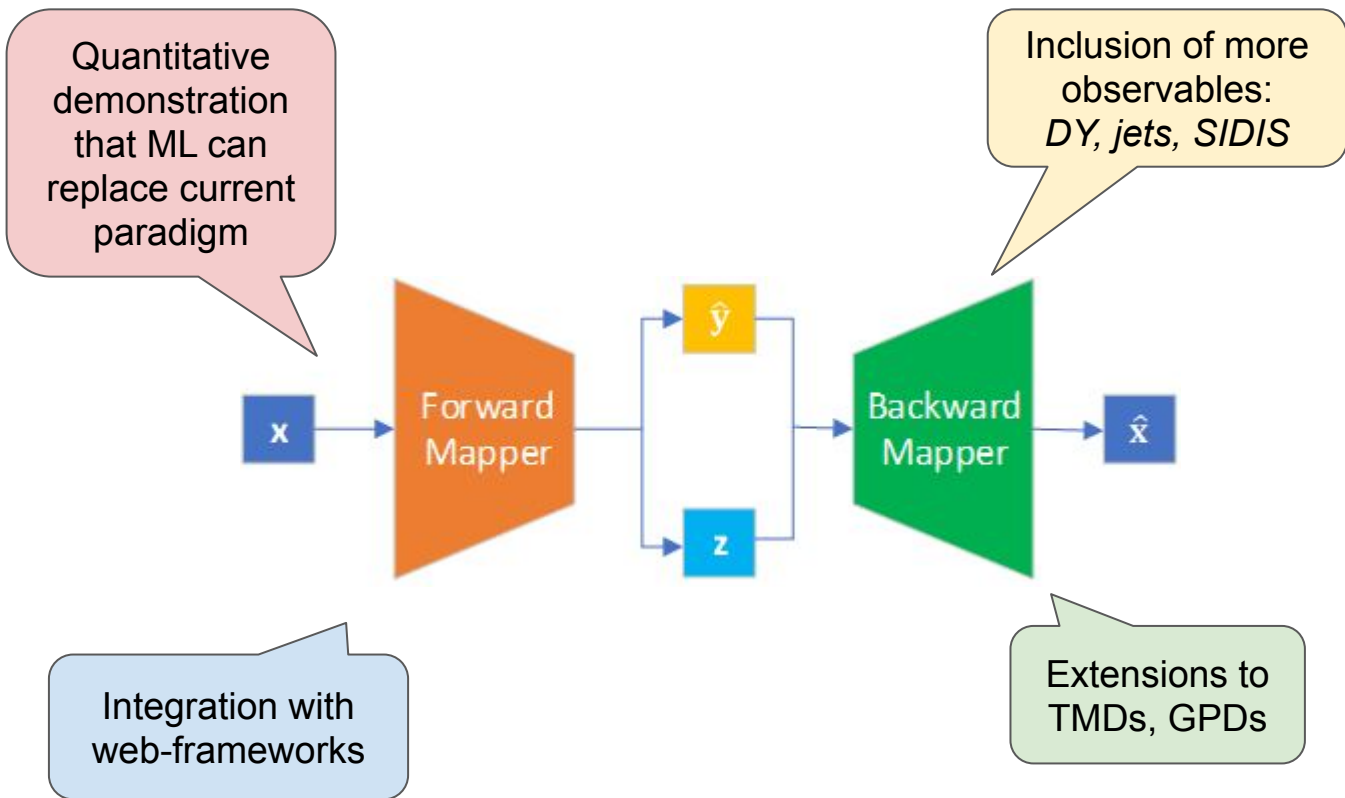 Quantitative
demonstration
that ML can
replace current
paradigm
Inclusion of more
observables:
DY, jets, SIDIS
x
Forward
Mapper
ŷ
z
Backward
Mapper
x̂
Integration with
web-frameworks
Extensions to
TMDs, GPDs